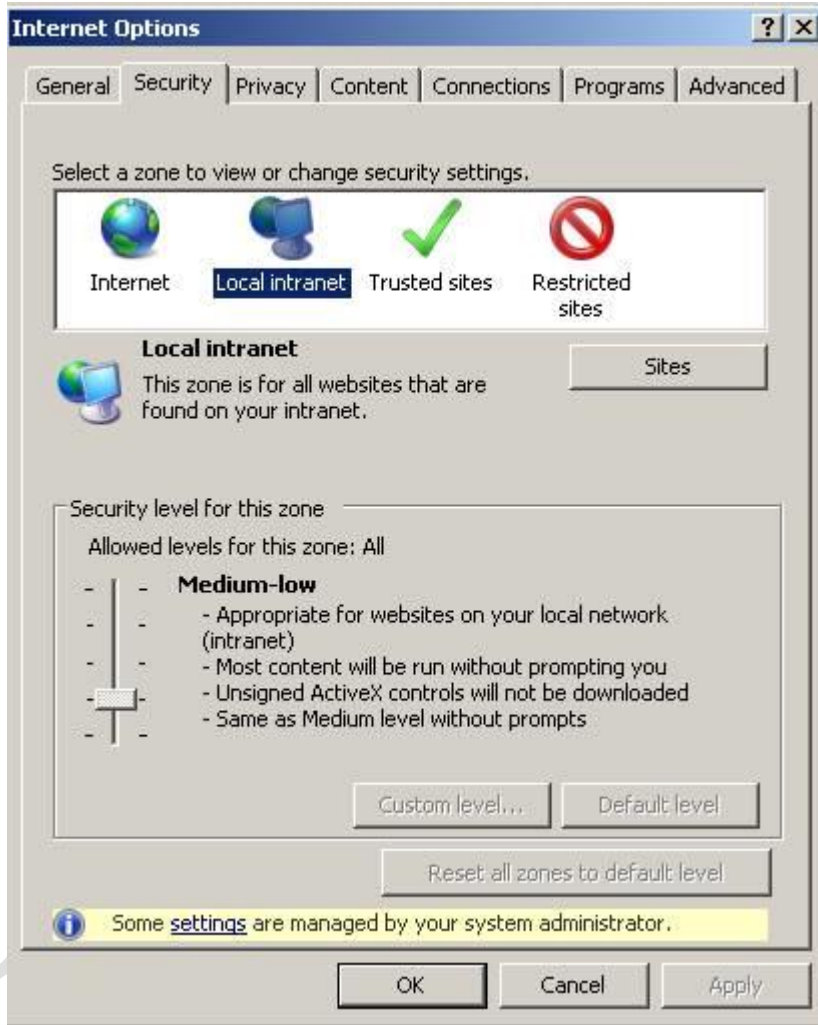 Internet Options
General Security Privacy Content Connections Programs Advanced
Select a zone to view or change security settings.
Internet Local intranet Trusted sites Restricted
sites
Local intranet
Sites
This zone is for all websites that are
found on your intranet.
Security level for this zone
Allowed levels for this zone: All
Medium-low
- Appropriate for websites on your local network
(intranet)
- Most content will be run without prompting you
- Unsigned ActiveX controls will not be downloaded
- Same as Medium level without prompts
Custom level... Default level
Reset all zones to default level
Some settings are managed by your system administrator.
OK Cancel Apply